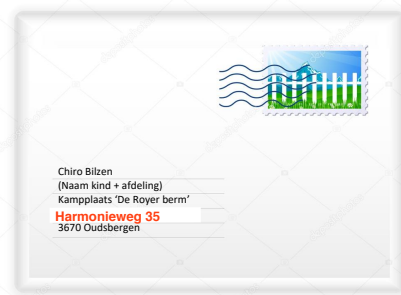 Chiro Bilzen
(Naam kind + afdeling)
Kampplaats ‘De Royer berm’
Harmonieweg 35
3670 Oudsbergen